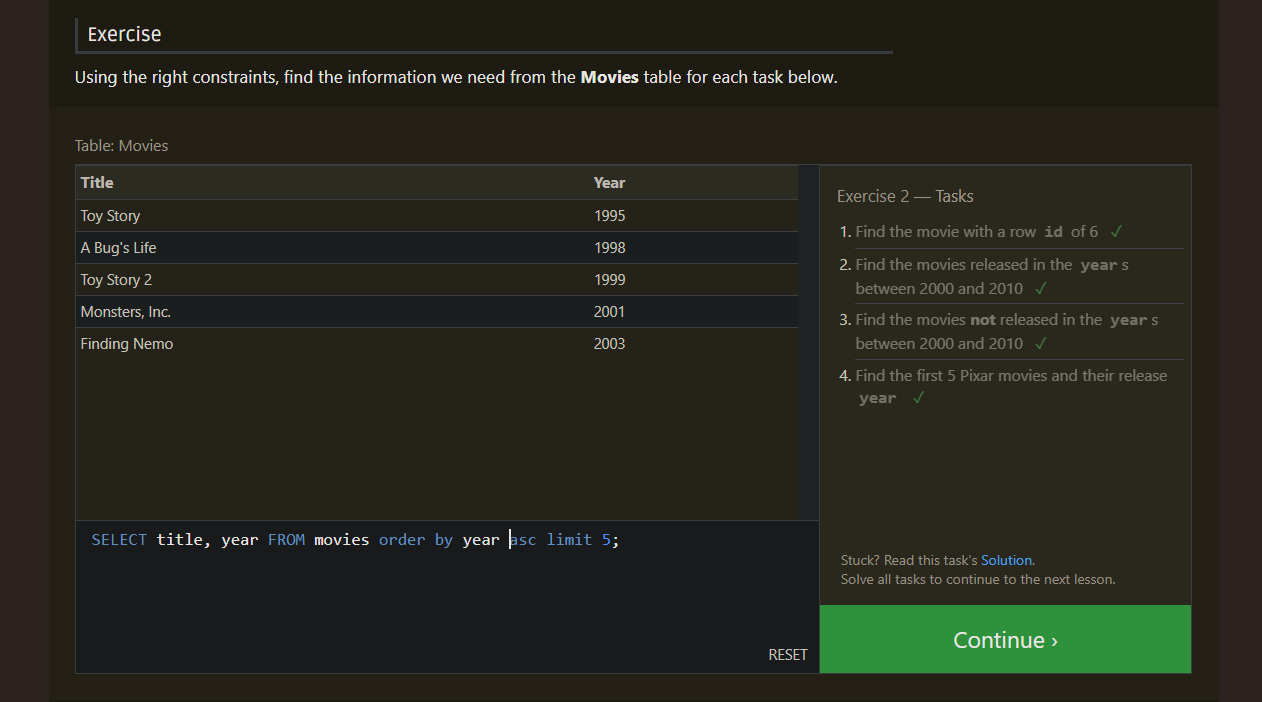 Exercise
Using the right constraints, find the information we need from the Movies table for each task below.
Table: Movies
Title Year
Toy Story 1995
A Bug's Life 1998
Toy Story 2 1999
Monsters, Inc. 2001
Finding Nemo 2003
SELECT title, year FROM movies order by year asc limit 5;
RESET
Exercise 2 — Tasks
1. Find the movie with a row id of 6 ✓
2. Find the movies released in the year s
between 2000 and 2010 ✓
3. Find the movies not released in the year s
between 2000 and 2010 ✓
4. Find the first 5 Pixar movies and their release
year ✓
Stuck? Read this task's Solution.
Solve all tasks to continue to the next lesson.
Continue ›